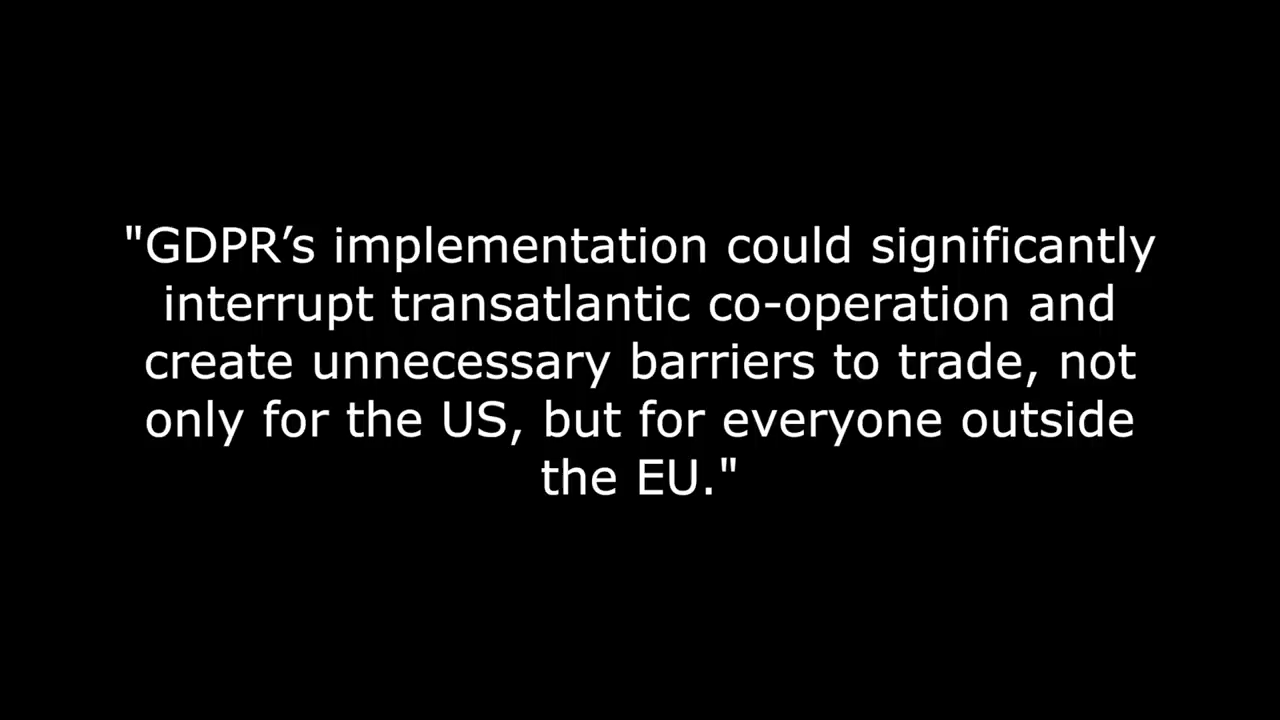 "GDPR’s implementation could significantly
interrupt transatlantic co-operation and
create unnecessary barriers to trade, not
only for the US, but for everyone outside
the EU."